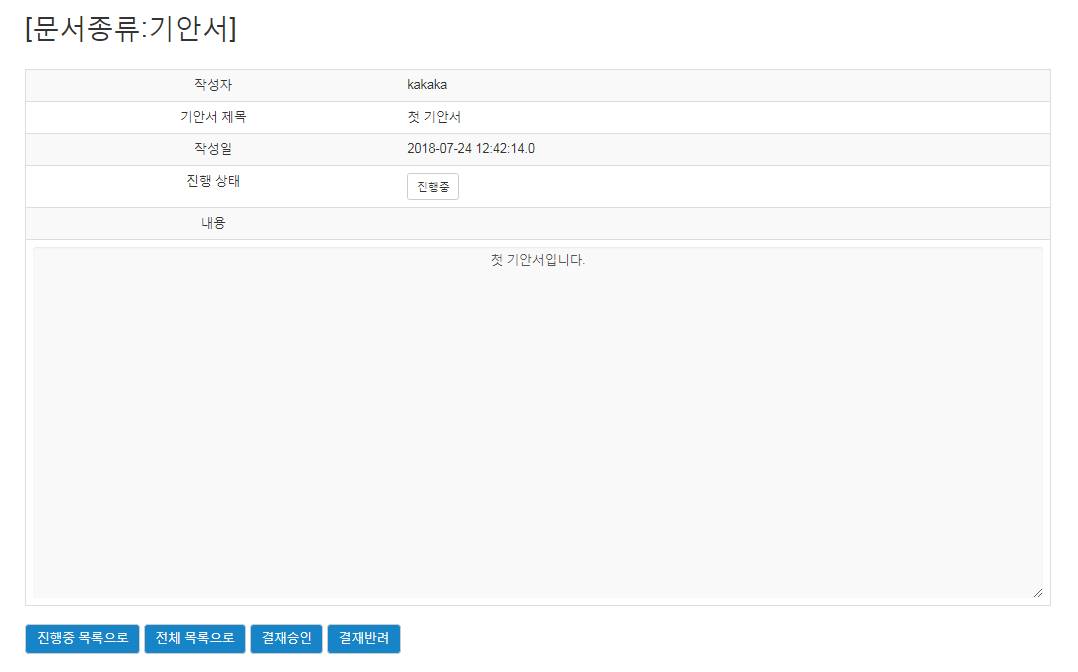 [문서종류:기안서]
작성자 kakaka
기안서 제목 첫 기안서
작성일 2018-07-24 12:42:14.0
진행 상태 진행중
내용
첫 기안서입니다.
진행중 목록으로 전체 목록으로 결재승인 결재반려